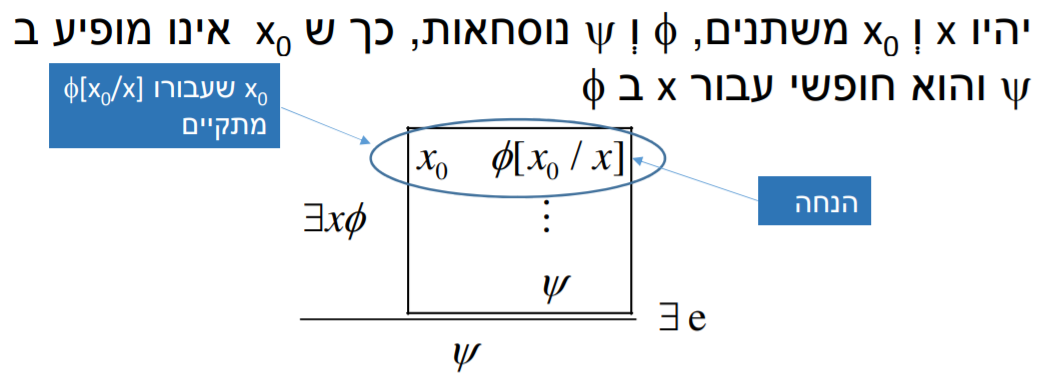 יהיו x וְ x₀ משתנים, ϕ וְ ψ נוסחאות, כך ש x₀ אינו מופיע ב
ψ והוא חופשי עבור x ב ϕ
x₀ שעבורו ϕ[x₀/x]
מתקיים
x₀ ϕ[x₀ / x]
הנחה
∃xϕ
⋮
ψ
∃e
ψ